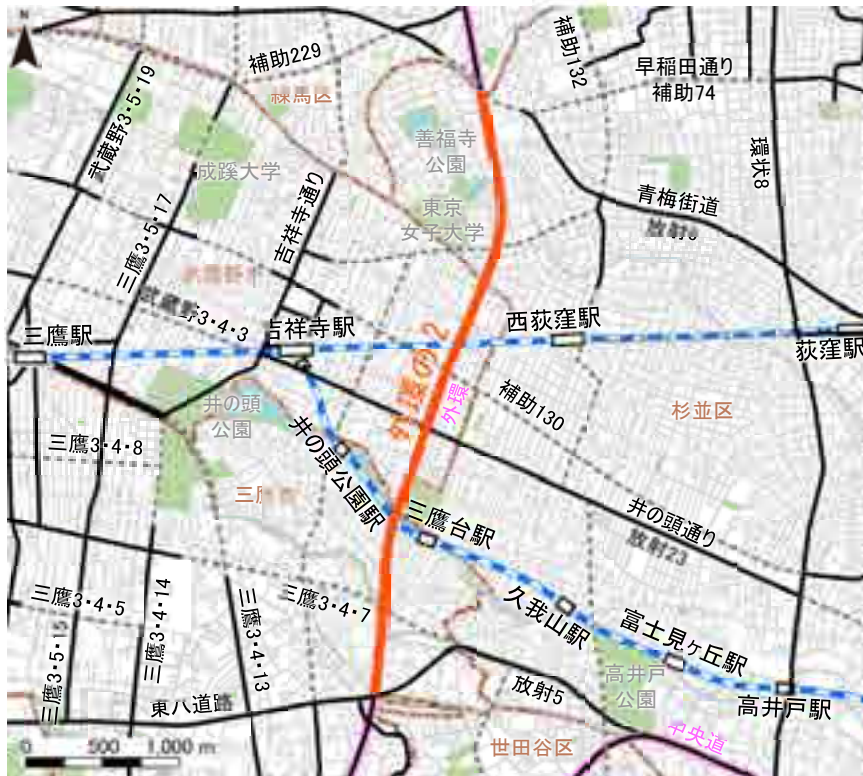 N
補助229
補助132
早稲田通り
補助74
練馬区
武蔵野3・5・19
善福寺
公園
環状8
成蹊大学
吉祥寺通り
青梅街道
東京
女子大学
三鷹3・5・17
3・4・3
三鷹駅
吉祥寺駅
西荻窪駅
荻窪駅
外環の2
外環
補助130
杉並区
井の頭
公園
三鷹3・4・8
井の頭公園駅
三鷹台駅
井の頭通り
放射23
三鷹3・4・5
三鷹3・5・15
三鷹3・4・14
三鷹3・4・13
三鷹3・4・7
久我山駅
富士見ヶ丘駅
高井戸
公園
高井戸駅
放射5
東八道路
世田谷区
中央道
0 500 1,000 m